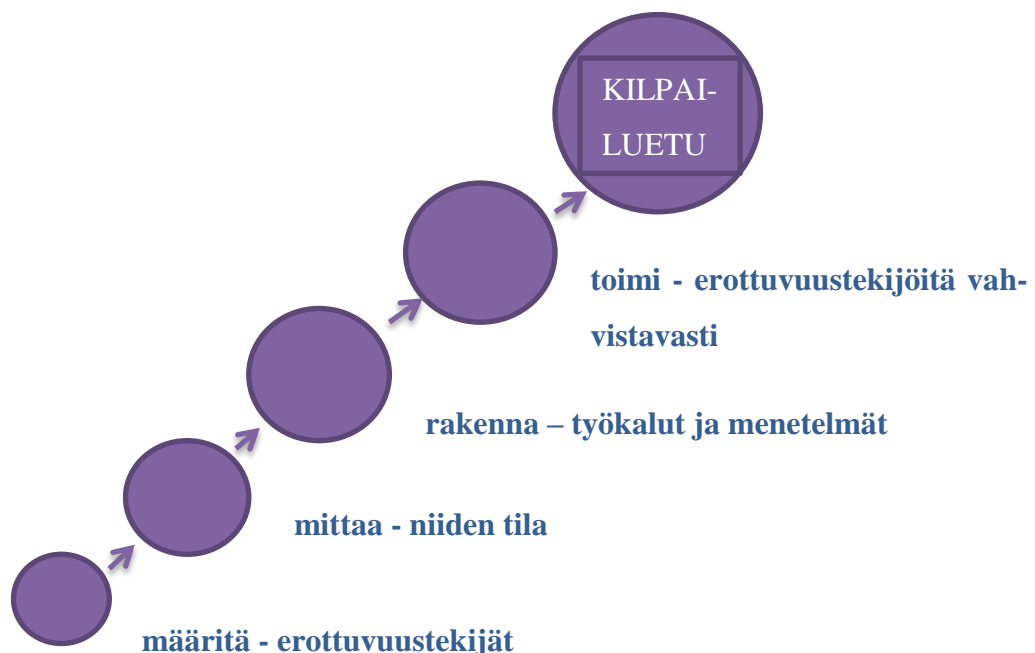 KILPAI-
LUETU
toimi - erottuvuustekijöitä vah-
vistavasti
rakenna – työkalut ja menetelmät
mittaa - niiden tila
määritä - erottuvuustekijät